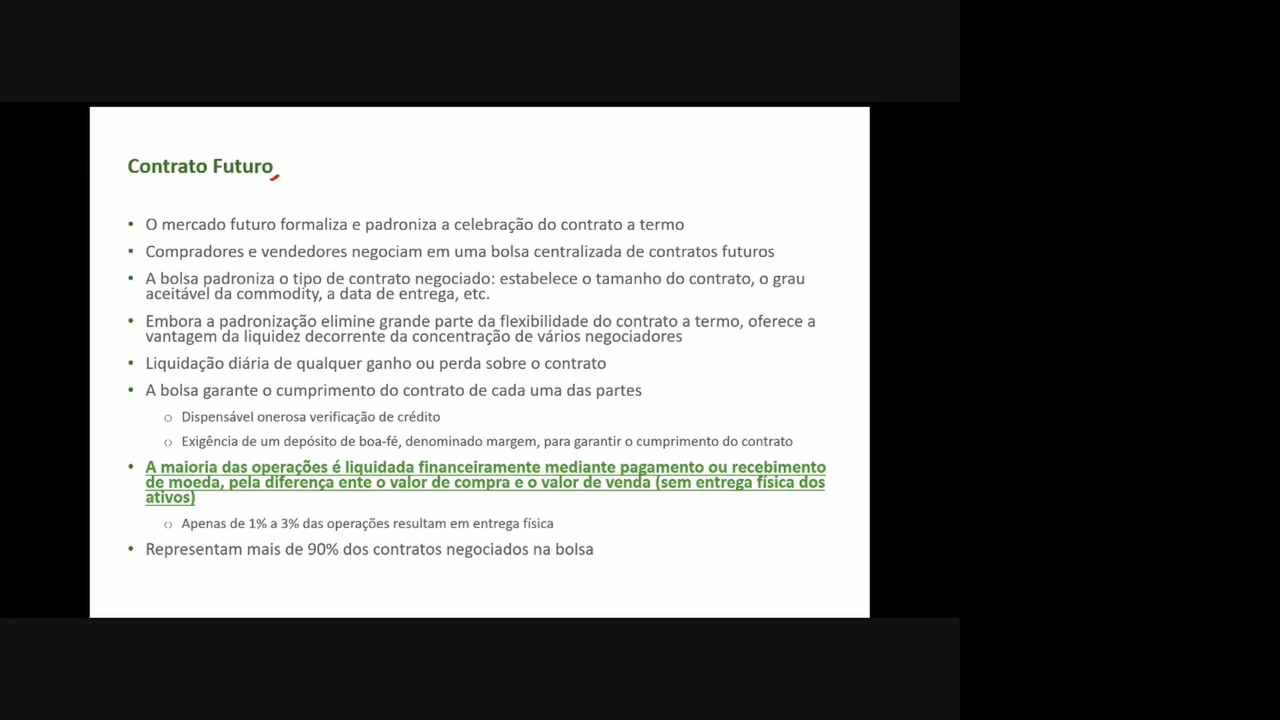 Contrato Futuro
• O mercado futuro formaliza e padroniza a celebração do contrato a termo
• Compradores e vendedores negociam em uma bolsa centralizada de contratos futuros
• A bolsa padroniza o tipo de contrato negociado: estabelece o tamanho do contrato, o grau
aceitável da commodity, a data de entrega, etc.
• Embora a padronização elimine grande parte da flexibilidade do contrato a termo, oferece a
vantagem da liquidez decorrente da concentração de vários negociadores
• Liquidação diária de qualquer ganho ou perda sobre o contrato
• A bolsa garante o cumprimento do contrato de cada uma das partes
○ Dispensável onerosa verificação de crédito
○ Exigência de um depósito de boa-fé, denominado margem, para garantir o cumprimento do contrato
• A maioria das operações é liquidada financeiramente mediante pagamento ou recebimento
de moeda, pela diferença ente o valor de compra e o valor de venda (sem entrega física dos
ativos)
○ Apenas de 1% a 3% das operações resultam em entrega física
• Representam mais de 90% dos contratos negociados na bolsa